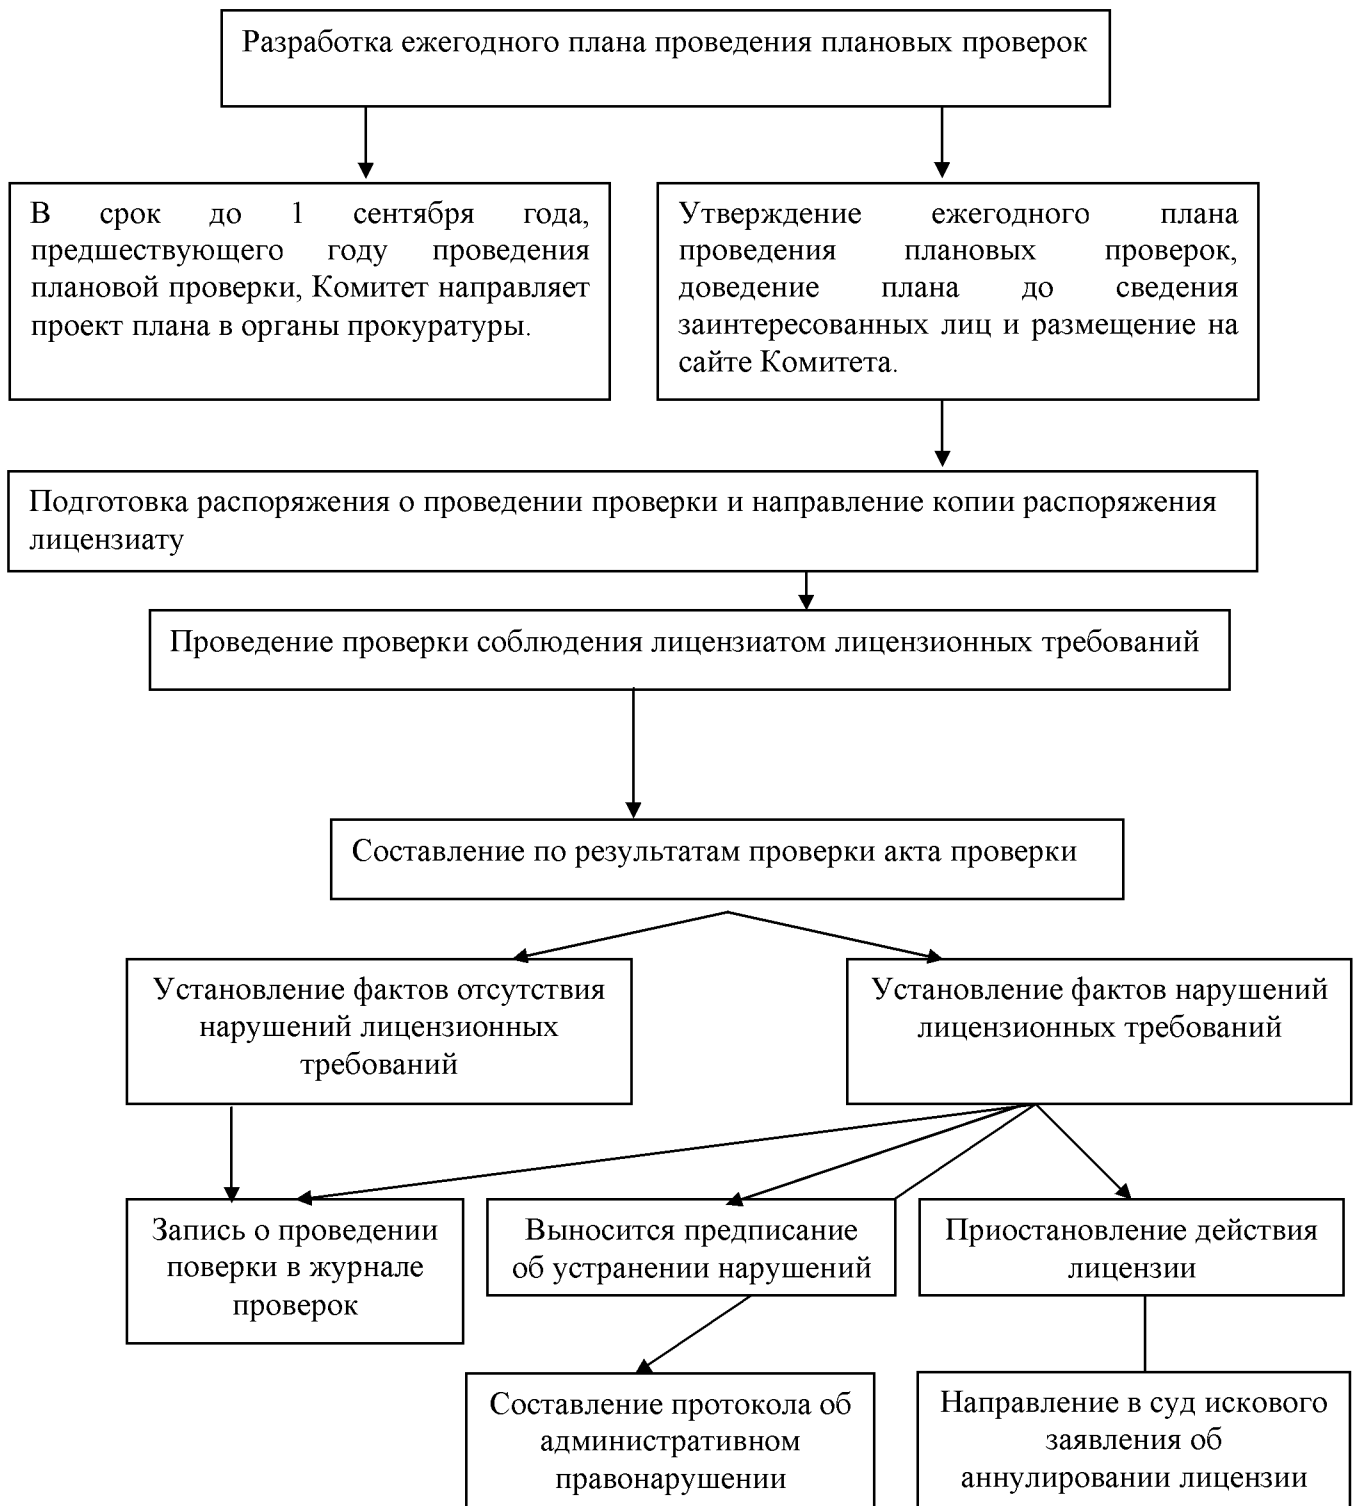 Разработка ежегодного плана проведения плановых проверок
В срок до 1 сентября года,
предшествующего году проведения
плановой проверки, Комитет направляет
проект плана в органы прокуратуры.
Утверждение ежегодного плана
проведения плановых проверок,
доведение плана до сведения
заинтересованных лиц и размещение на
сайте Комитета.
Подготовка распоряжения о проведении проверки и направление копии распоряжения
лицензиату
Проведение проверки соблюдения лицензиатом лицензионных требований
Составление по результатам проверки акта проверки
Установление фактов отсутствия
нарушений лицензионных
требований
Установление фактов нарушений
лицензионных требований
Запись о проведении
поверки в журнале
проверок
Выносится предписание
об устранении нарушений
Приостановление действия
лицензии
Составление протокола об
административном
правонарушении
Направление в суд искового
заявления об
аннулировании лицензии